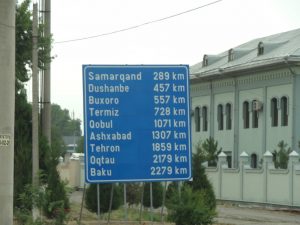 Samarqand 289 km
Dushanbe 457 km
Buxoro 557 km
Termiz 728 km
Qobul 1071 km
Ashxabad 1307 km
Tehron 1859 km
Oqtau 2179 km
Baku 2279 km